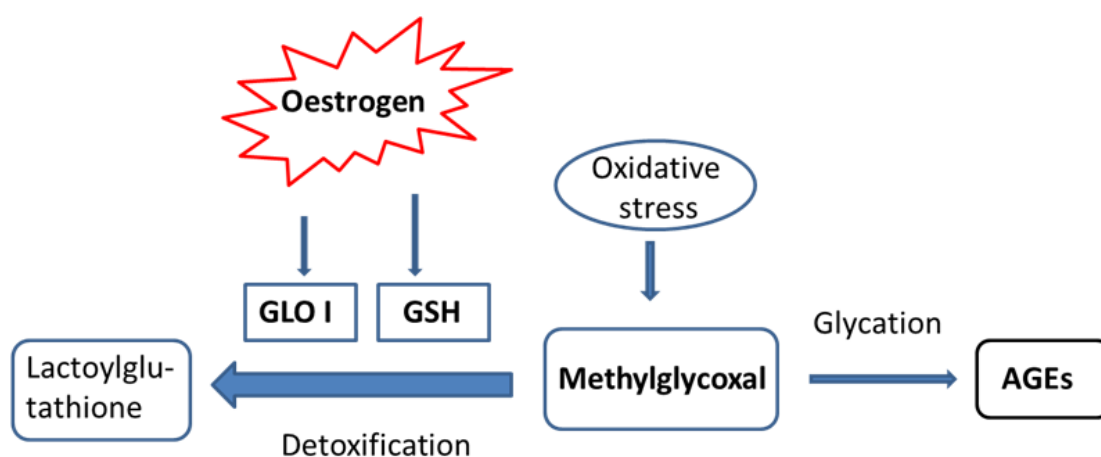 Oestrogen
Oxidative
stress
GLO I
GSH
Glycation
Lactoylglu-
tathione
Methylglycoxal
AGEs
Detoxification